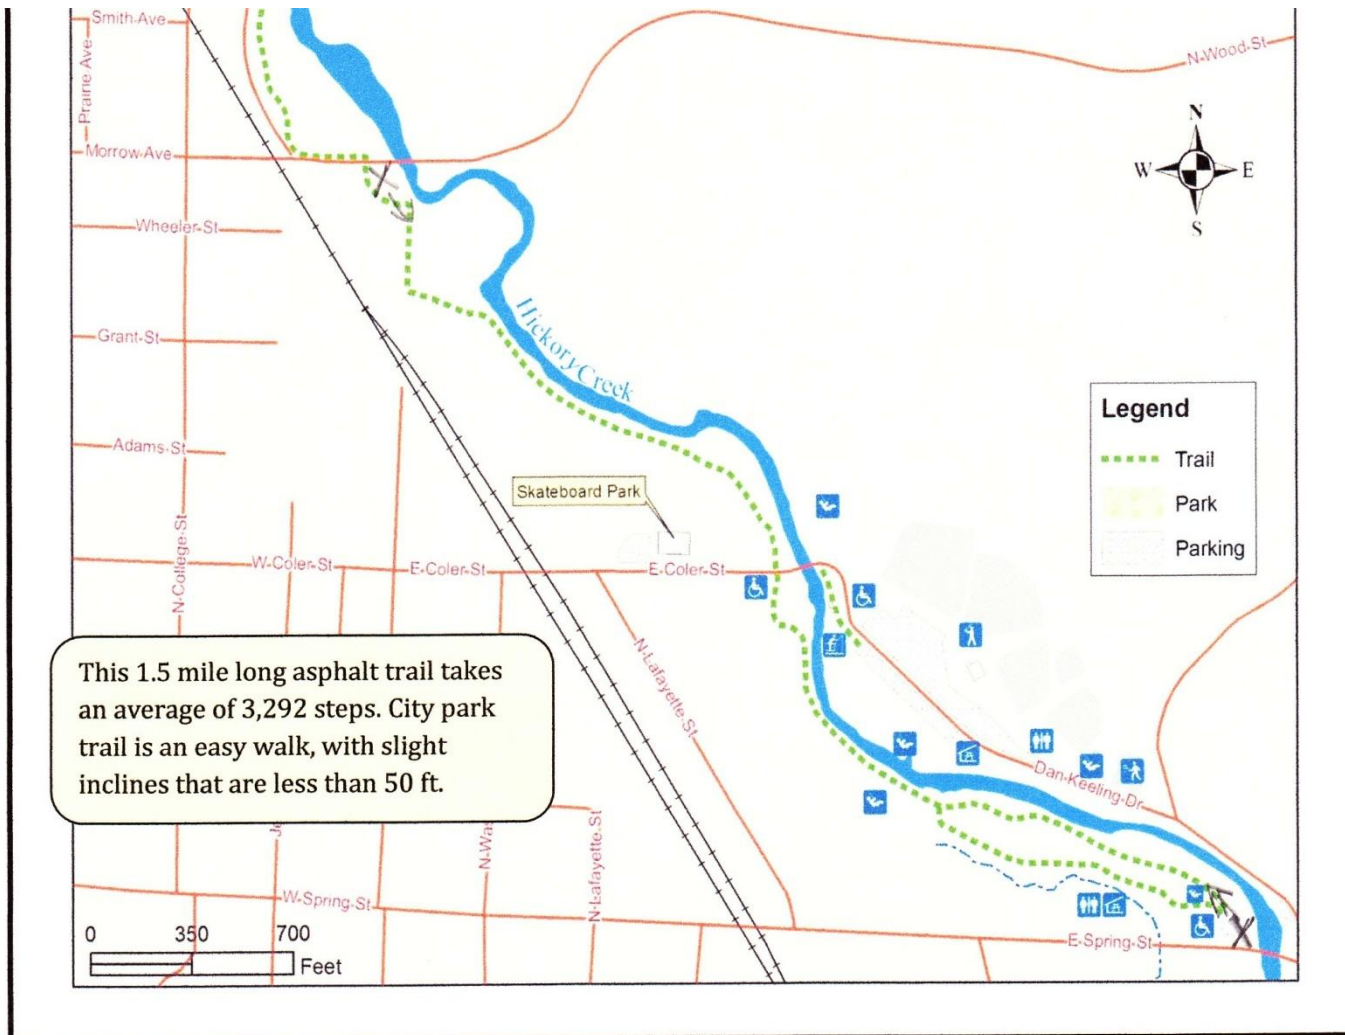 Smith Ave
Prairie Ave
N-Wood-St
Morrow-Ave
N
W E
S
Wheeler-St
Hickory Creek
Grant-St
Legend
Trail
Park
Parking
Adams-St
Skateboard Park
N-College-St
W-Coler-St
E-Coler-St
E-Coler-St
N-Lafayette-St
This 1.5 mile long asphalt trail takes
an average of 3,292 steps. City park
trail is an easy walk, with slight
inclines that are less than 50 ft.
Dan-Keeling-Dr
N-Lafayette-St
W-Spring-St
E-Spring-St
0 350 700
Feet